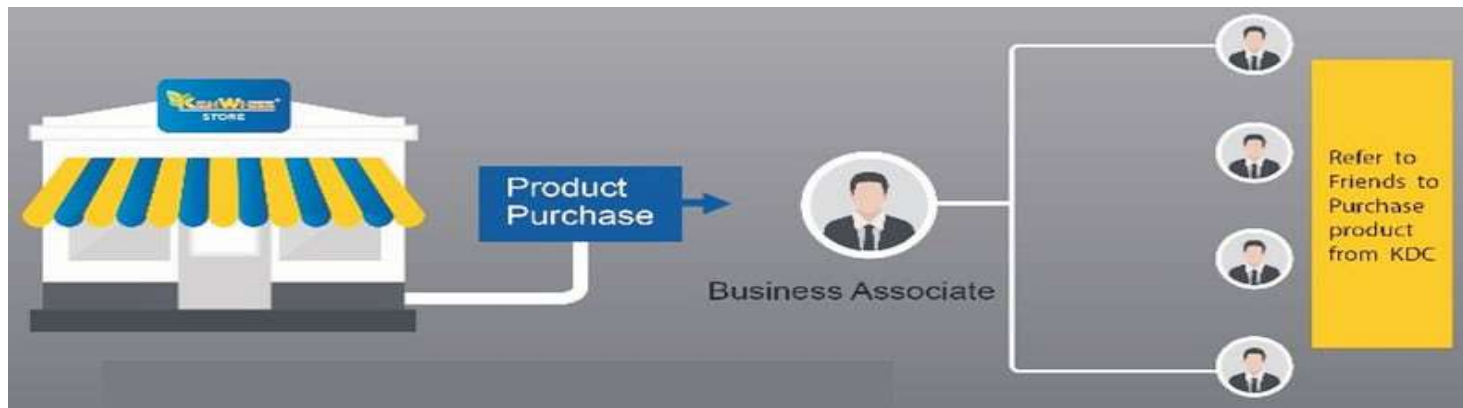 STORE
Product
Purchase
Business Associate
Refer to
Friends to
Purchase
product
from KDC